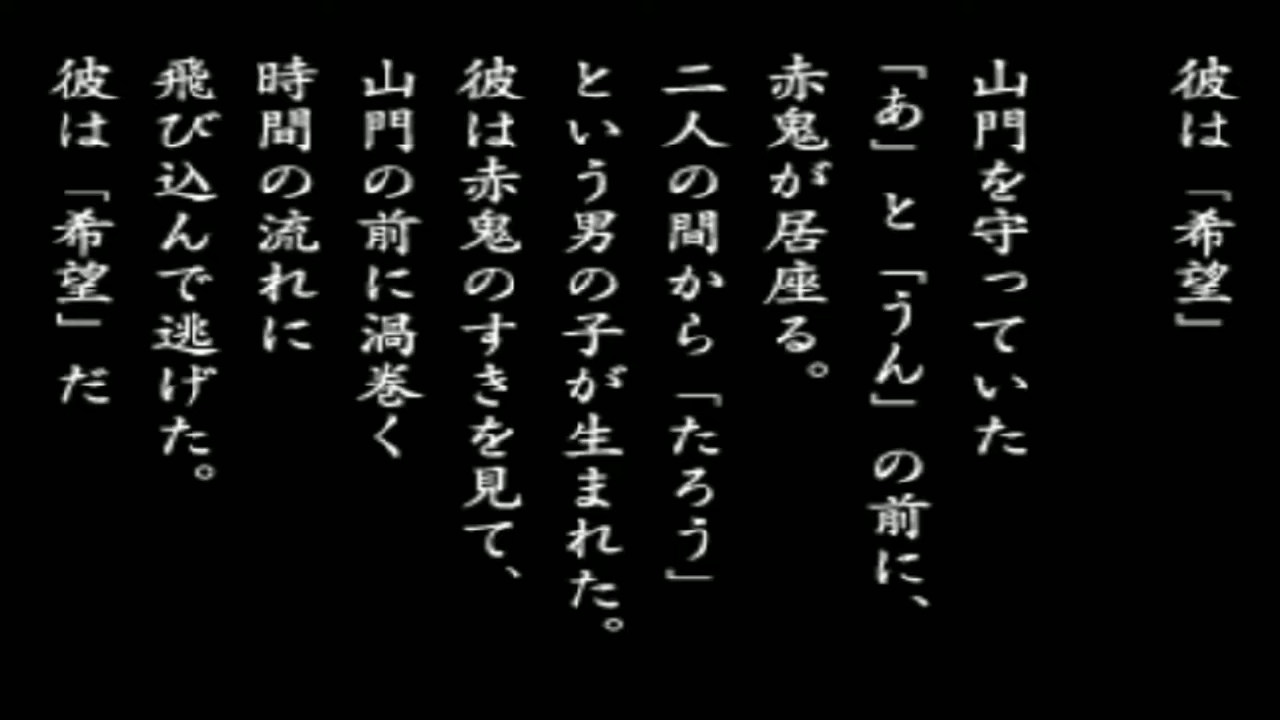 彼は「希望」
山門を守っていた
「あ」と「うん」の前に、
赤鬼が居座る。
二人の間から「たろう」
という男の子が生まれた。
彼は赤鬼のすきを見て、
山門の前に渦巻く
時間の流れに
飛び込んで逃げた。
彼は「希望」だ